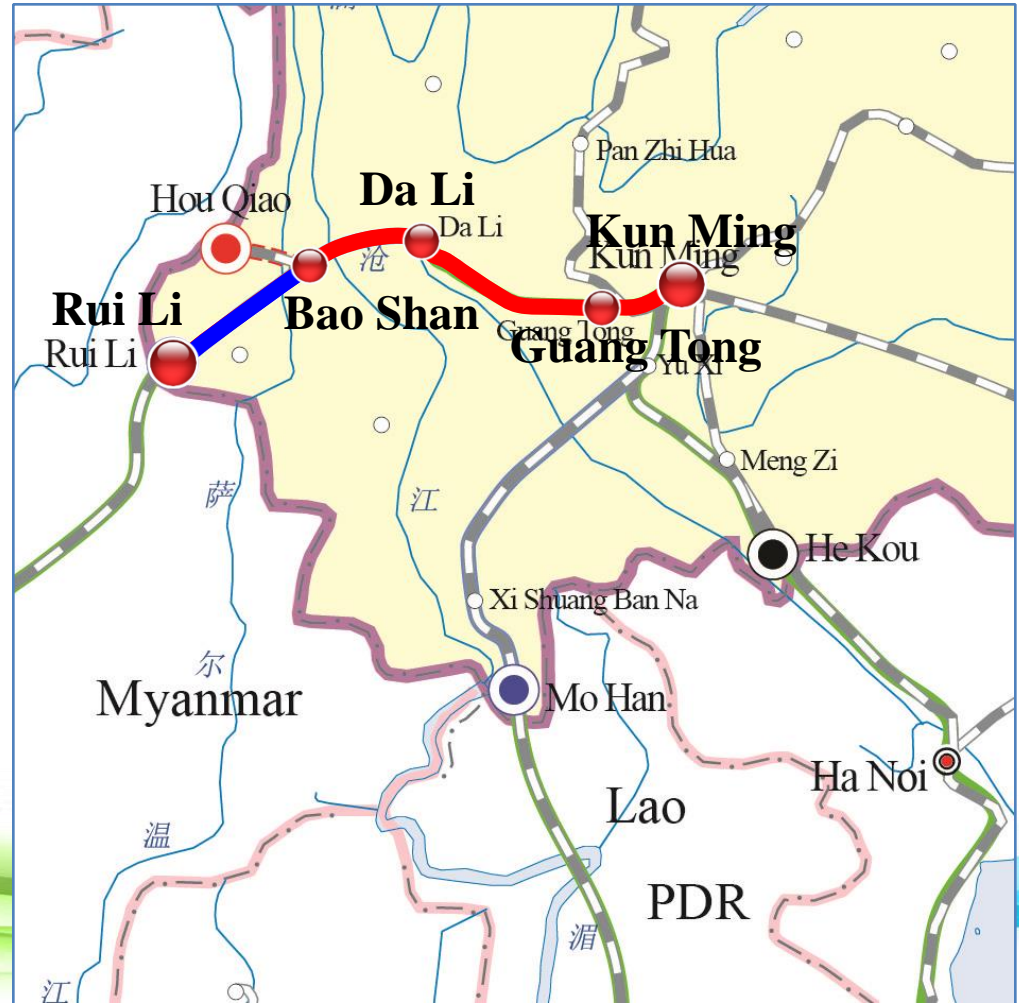 澜
Pan Zhi Hua
Hou Qiao
Da Li
Da Li
沧
Kun Ming
Kun Ming
Rui Li
Rui Li
Bao Shan
Guang Tong
Guang Tong
Yu Xi
Meng Zi
萨
江
He Kou
Xi Shuang Ban Na
尔
Myanmar
Mo Han
Ha Noi
Lao
温
PDR
湄
江